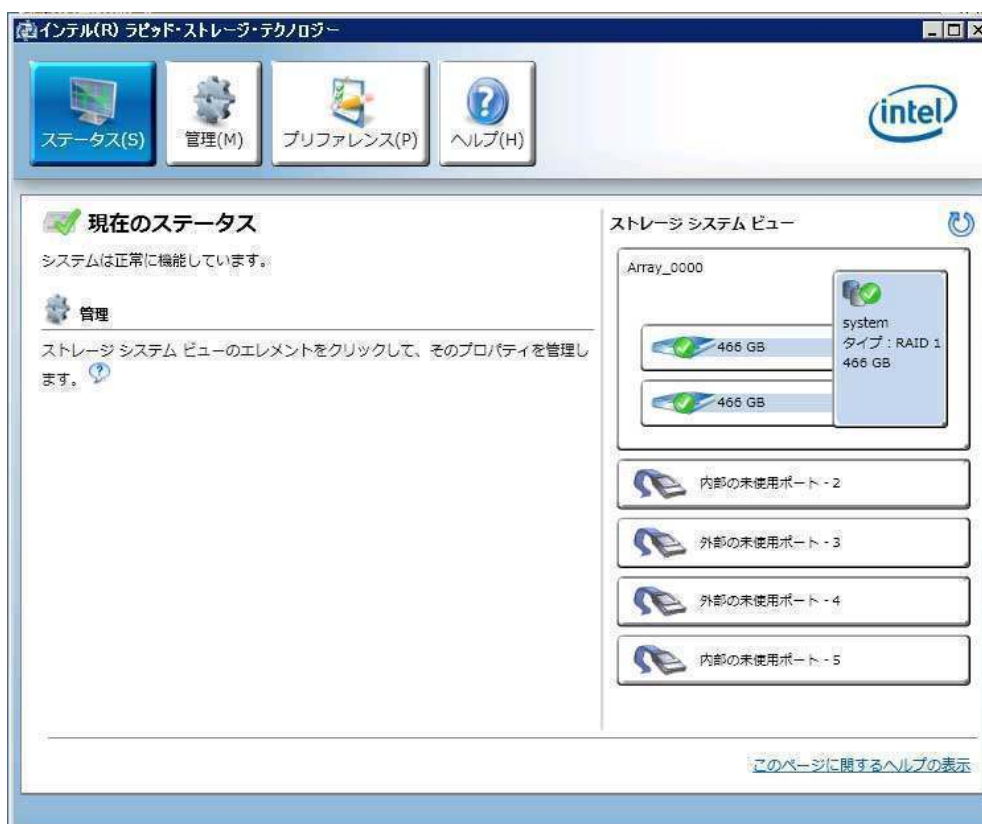 インテル(R) ラピッド・ストレージ・テクノロジー
ステータス(S)
管理(M)
プリファレンス(P)
ヘルプ(H)
intel
現在のステータス
システムは正常に機能しています。
管理
ストレージ システム ビューのエレメントをクリックして、そのプロパティを管理し
ます。
ストレージ システム ビュー
Array_0000
466 GB
466 GB
system
タイプ : RAID 1
466 GB
内部の未使用ポート - 2
外部の未使用ポート - 3
外部の未使用ポート - 4
内部の未使用ポート - 5
このページに関するヘルプの表示